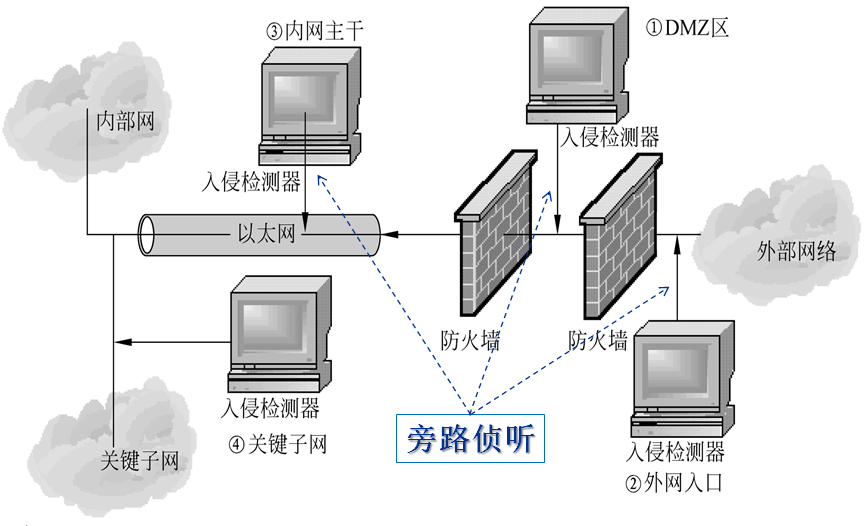 ③内网主干
①DMZ区
内部网
入侵检测器
入侵检测器
以太网
外部网络
防火墙
防火墙
入侵检测器
④关键子网
旁路侦听
入侵检测器
②外网入口
关键子网